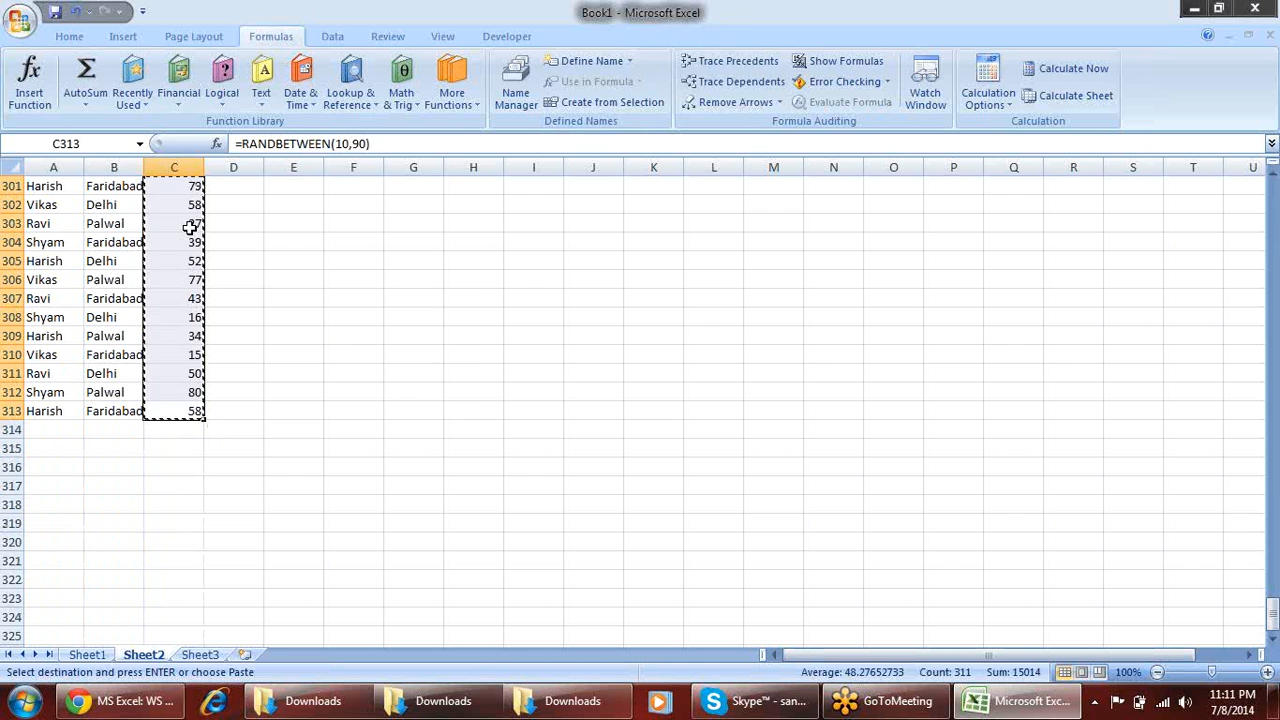 Book1 - Microsoft Excel
Home Insert Page Layout Formulas Data Review View Developer
Insert Function
AutoSum
Recently Used
Financial
Logical
Text
Date & Time
Lookup & Reference
Math & Trig
More Functions
Function Library
Name Manager
Define Name
Use in Formula
Create from Selection
Defined Names
Trace Precedents
Trace Dependents
Remove Arrows
Show Formulas
Error Checking
Evaluate Formula
Formula Auditing
Watch Window
Calculation Options
Calculate Now
Calculate Sheet
Calculation
C313 fx =RANDBETWEEN(10,90)
A B C D E F G H I J K L M N O P Q R S T U
301 Harish Faridabad 79
302 Vikas Delhi 58
303 Ravi Palwal
304 Shyam Faridabad 39
305 Harish Delhi 52
306 Vikas Palwal 77
307 Ravi Faridabad 43
308 Shyam Delhi 16
309 Harish Palwal 34
310 Vikas Faridabad 15
311 Ravi Delhi 50
312 Shyam Palwal 80
313 Harish Faridabad 58
314
315
316
317
318
319
320
321
322
323
324
325
Sheet1 Sheet2 Sheet3
Select destination and press ENTER or choose Paste Average: 48.27652733 Count: 311 Sum: 15014 100%
MS Excel: WS ... Downloads Downloads Downloads Skype™ - san... GoToMeeting Microsoft Exc... 11:11 PM
7/8/2014